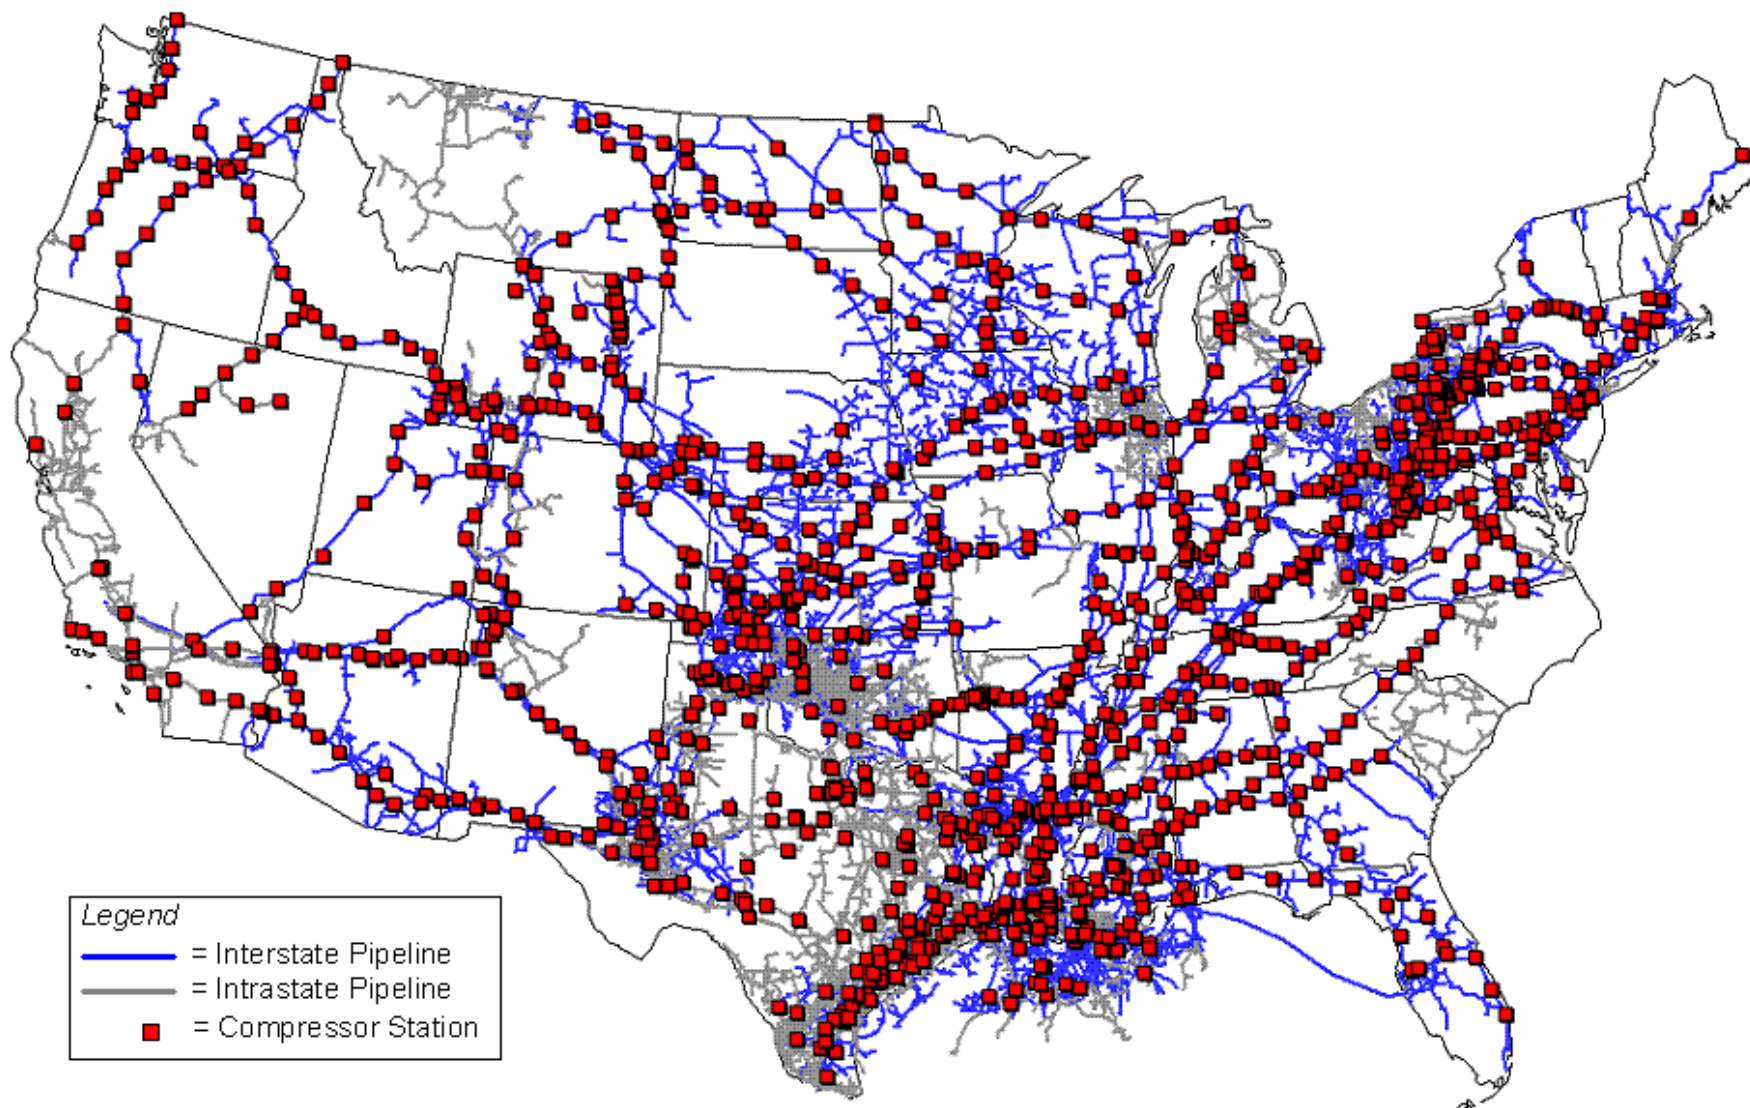 Legend
= Interstate Pipeline
= Intrastate Pipeline
= Compressor Station